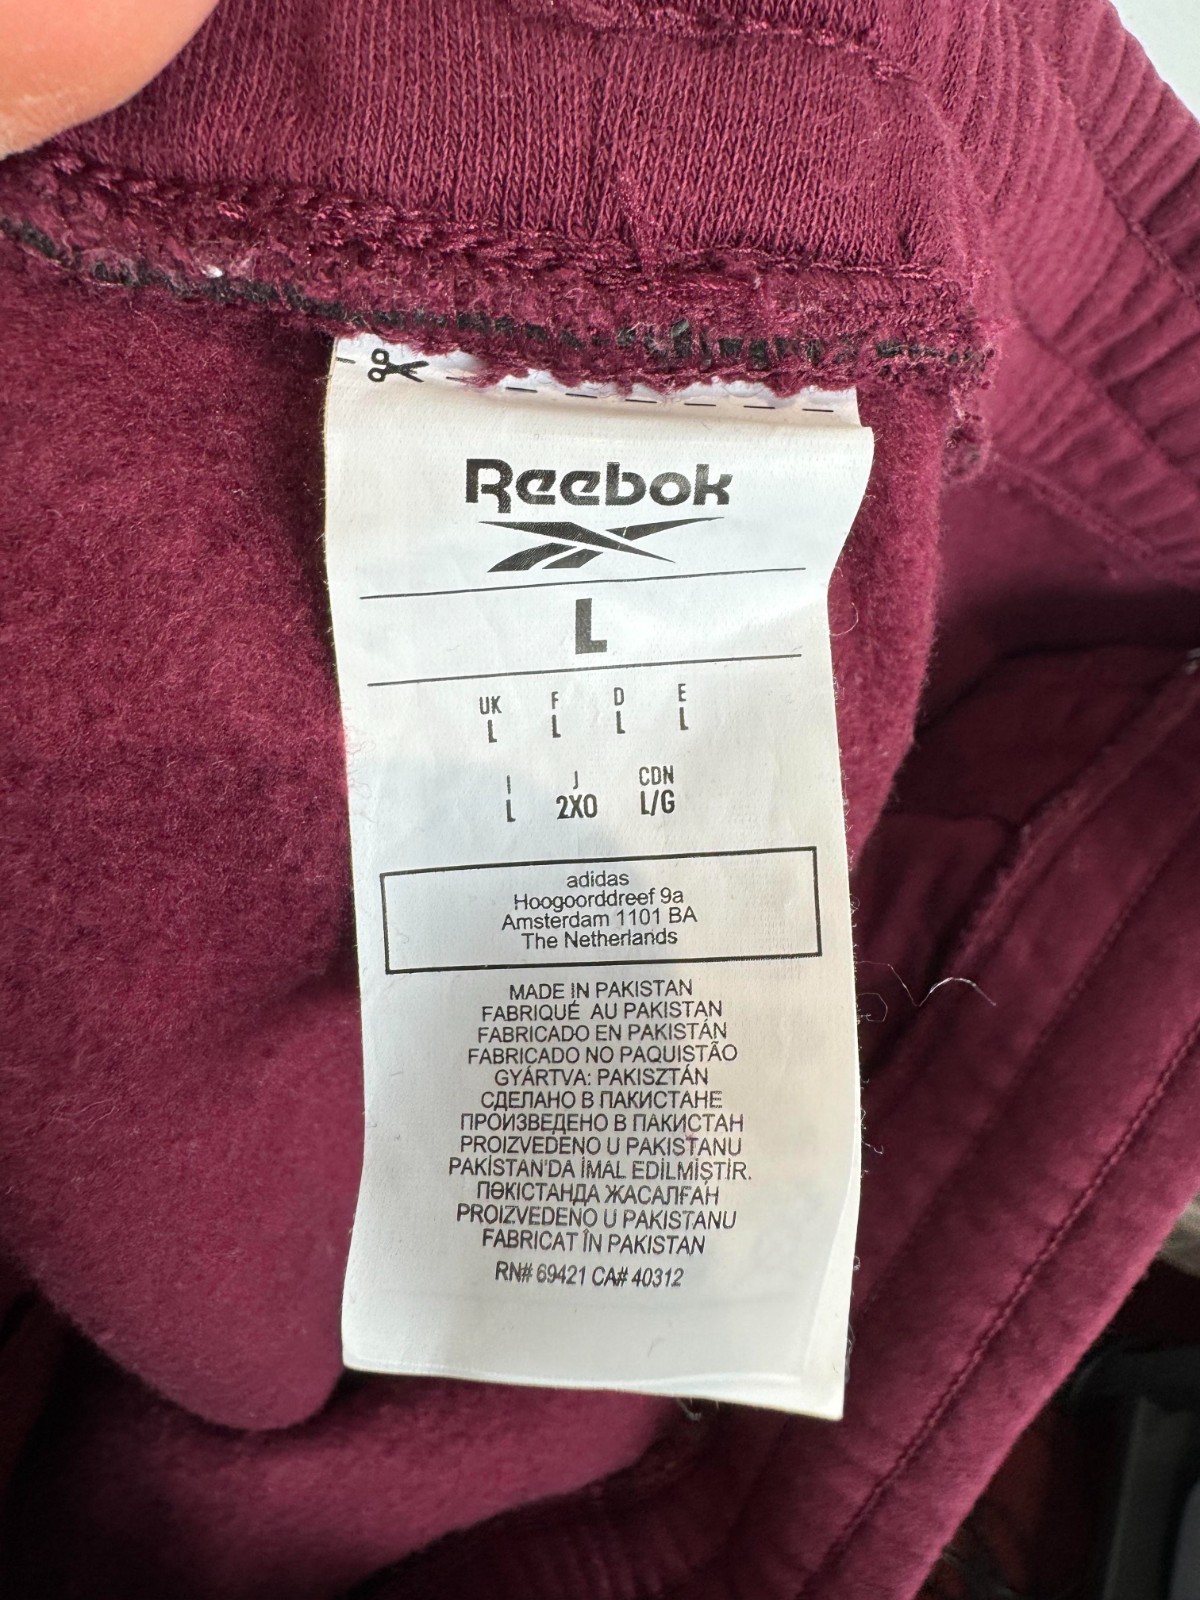 Reebok
L
UK F D E
L L L L
I J CDN
L 2XO L/G
adidas
Hoogoorddreef 9a
Amsterdam 1101 BA
The Netherlands
MADE IN PAKISTAN
FABRIQUÉ AU PAKISTAN
FABRICADO EN PAKISTÁN
FABRICADO NO PAQUISTÃO
GYÁRTVA: PAKISZTÁN
СДЕЛАНО В ПАКИСТАНЕ
ПРОИЗВЕДЕНО В ПАКИСТАН
PROIZVEDENO U PAKISTANU
PAKİSTAN'DA İMAL EDİLMİŞTİR.
ПӘКІСТАНДА ЖАСАЛҒАН
PROIZVEDENO U PAKISTANU
FABRICAT ÎN PAKISTAN
RN# 69421 CA# 40312